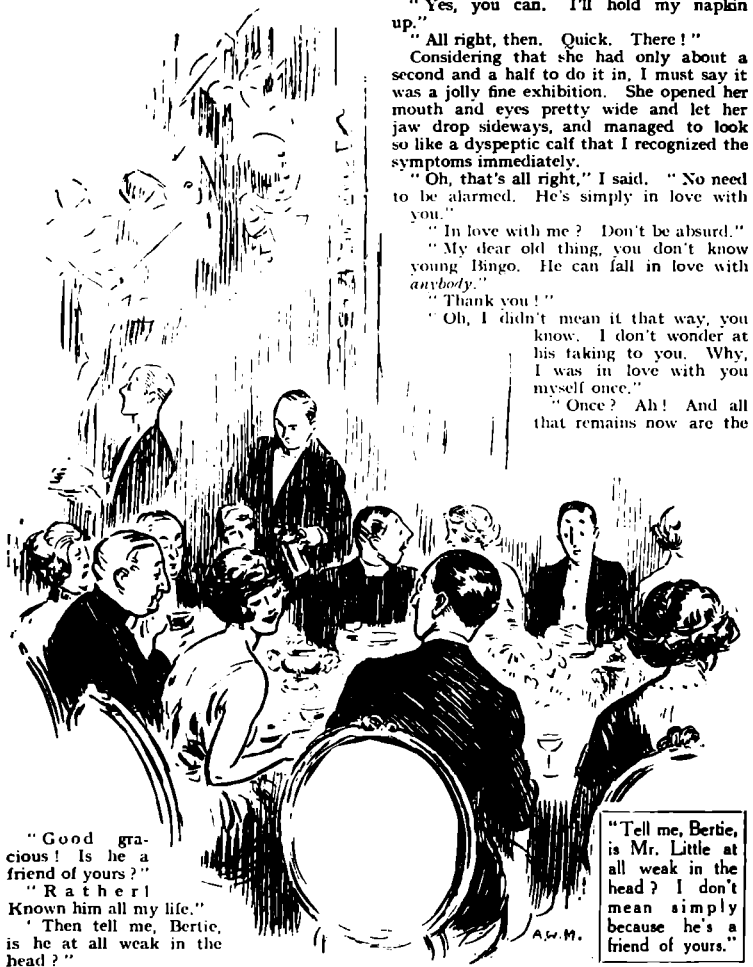 "Good gra-
cious! Is he a
friend of yours?"
"Rather!
Known him all my life."
' Then tell me, Bertie,
is he at all weak in the
head?"
"Yes, you can. I'll hold my napkin
up."
"All right, then. Quick. There!"
Considering that she had only about a
second and a half to do it in, I must say it
was a jolly fine exhibition. She opened her
mouth and eyes pretty wide and let her
jaw drop sideways, and managed to look
so like a dyspeptic calf that I recognized the
symptoms immediately.
"Oh, that's all right," I said. "No need
to be alarmed. He's simply in love with
you."
"In love with me? Don't be absurd."
"My dear old thing, you don't know
young Bingo. He can fall in love with
anybody."
"Thank you!"
"Oh, I didn't mean it that way, you
know. I don't wonder at
his taking to you. Why,
I was in love with you
myself once."
"Once? Ah! And all
that remains now are the
A.W.M.
"Tell me, Bertie,
is Mr. Little at
all weak in the
head? I don't
mean simply
because he's a
friend of yours."